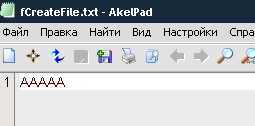 fCreateFile.txt - AkelPad
Файл Правка Найти Вид Настройки Спра
1 AAAAA